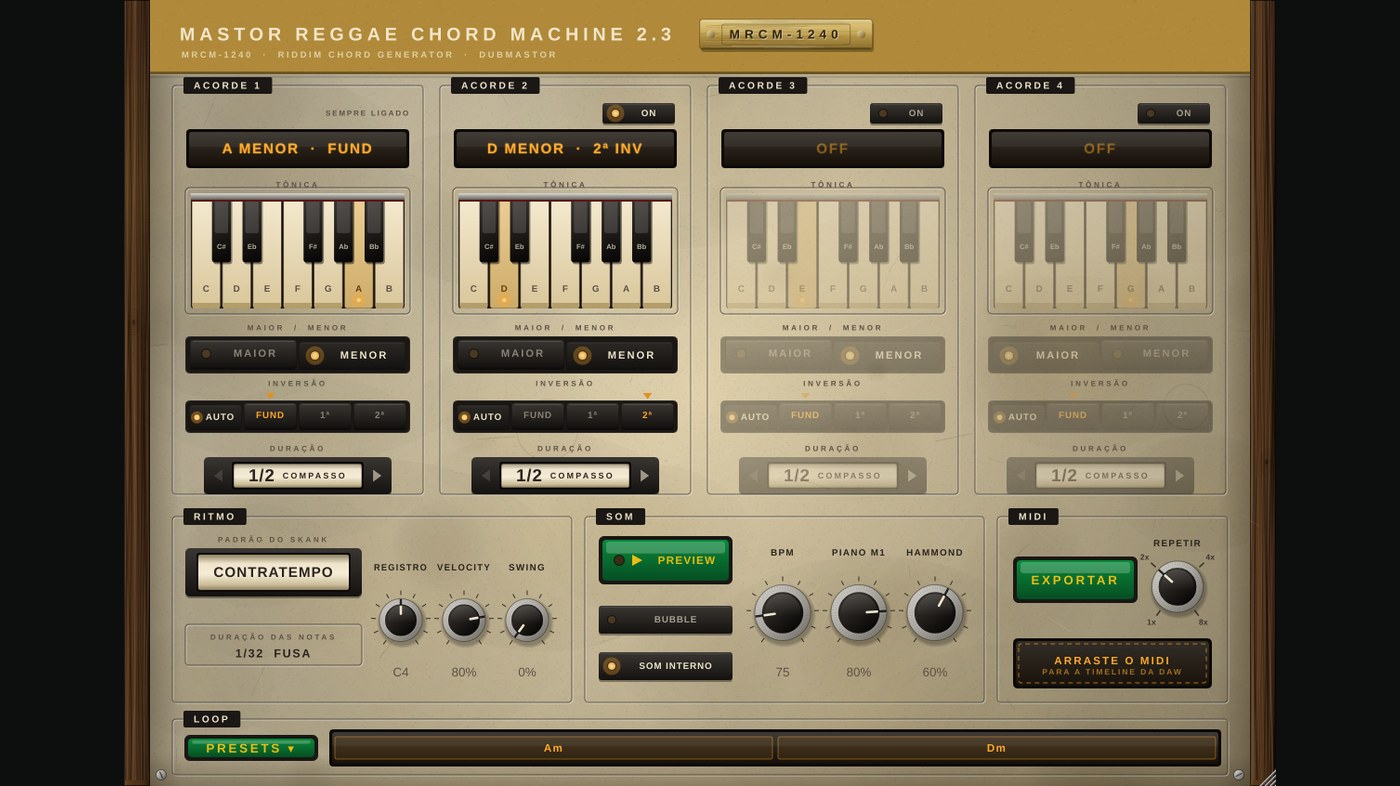 MASTOR REGGAE CHORD MACHINE 2.3
MRCM-1240
MRCM-1240 · RIDDIM CHORD GENERATOR · DUBMASTOR
ACORDE 1
SEMPRE LIGADO
A MENOR · FUND
TÔNICA
C# Eb F# Ab Bb
C D E F G A B
MAIOR / MENOR
MAIOR MENOR
INVERSÃO
AUTO FUND 1ª 2ª
DURAÇÃO
1/2 COMPASSO
ACORDE 2
ON
D MENOR · 2ª INV
TÔNICA
C# Eb F# Ab Bb
C D E F G A B
MAIOR / MENOR
MAIOR MENOR
INVERSÃO
AUTO FUND 1ª 2ª
DURAÇÃO
1/2 COMPASSO
ACORDE 3
ON
OFF
TÔNICA
C# Eb F# Ab Bb
C D E F G A B
MAIOR / MENOR
MAIOR MENOR
INVERSÃO
AUTO FUND 1ª 2ª
DURAÇÃO
1/2 COMPASSO
ACORDE 4
ON
OFF
TÔNICA
C# Eb F# Ab Bb
C D E F G A B
MAIOR / MENOR
MAIOR MENOR
INVERSÃO
AUTO FUND 1ª 2ª
DURAÇÃO
1/2 COMPASSO
RITMO
PADRÃO DO SKANK
CONTRATEMPO
DURAÇÃO DAS NOTAS
1/32 FUSA
REGISTRO VELOCITY SWING
C4 80% 0%
SOM
PREVIEW
BUBBLE
SOM INTERNO
BPM PIANO M1 HAMMOND
75 80% 60%
MIDI
EXPORTAR
REPETIR
2x 4x
1x 8x
ARRASTE O MIDI
PARA A TIMELINE DA DAW
LOOP
PRESETS ▾
Am
Dm